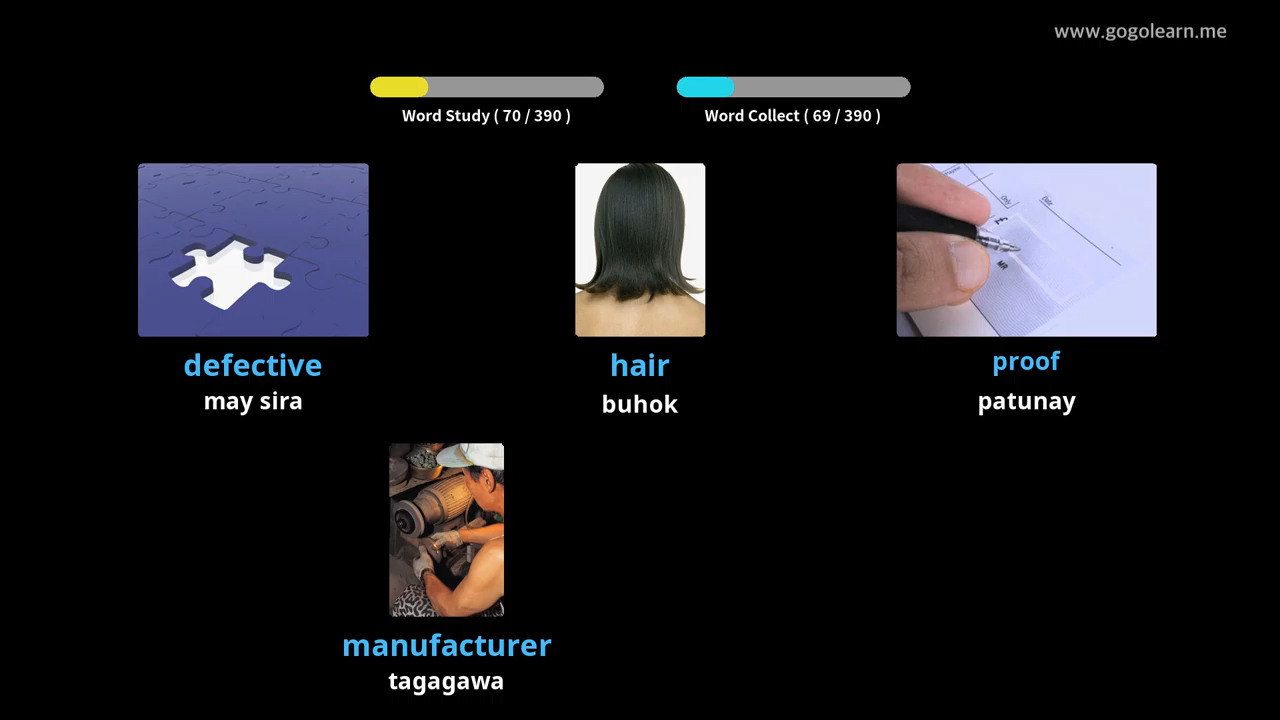 www.gogolearn.me
Word Study ( 70 / 390 )
Word Collect ( 69 / 390 )
defective
may sira
hair
buhok
proof
patunay
manufacturer
tagagawa